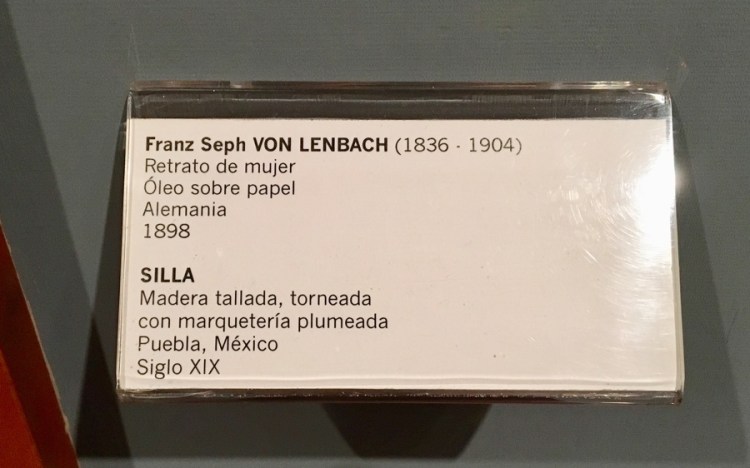 Franz Seph VON LENBACH (1836 - 1904)
Retrato de mujer
Óleo sobre papel
Alemania
1898
SILLA
Madera tallada, torneada
con marquetería plumeada
Puebla, México
Siglo XIX